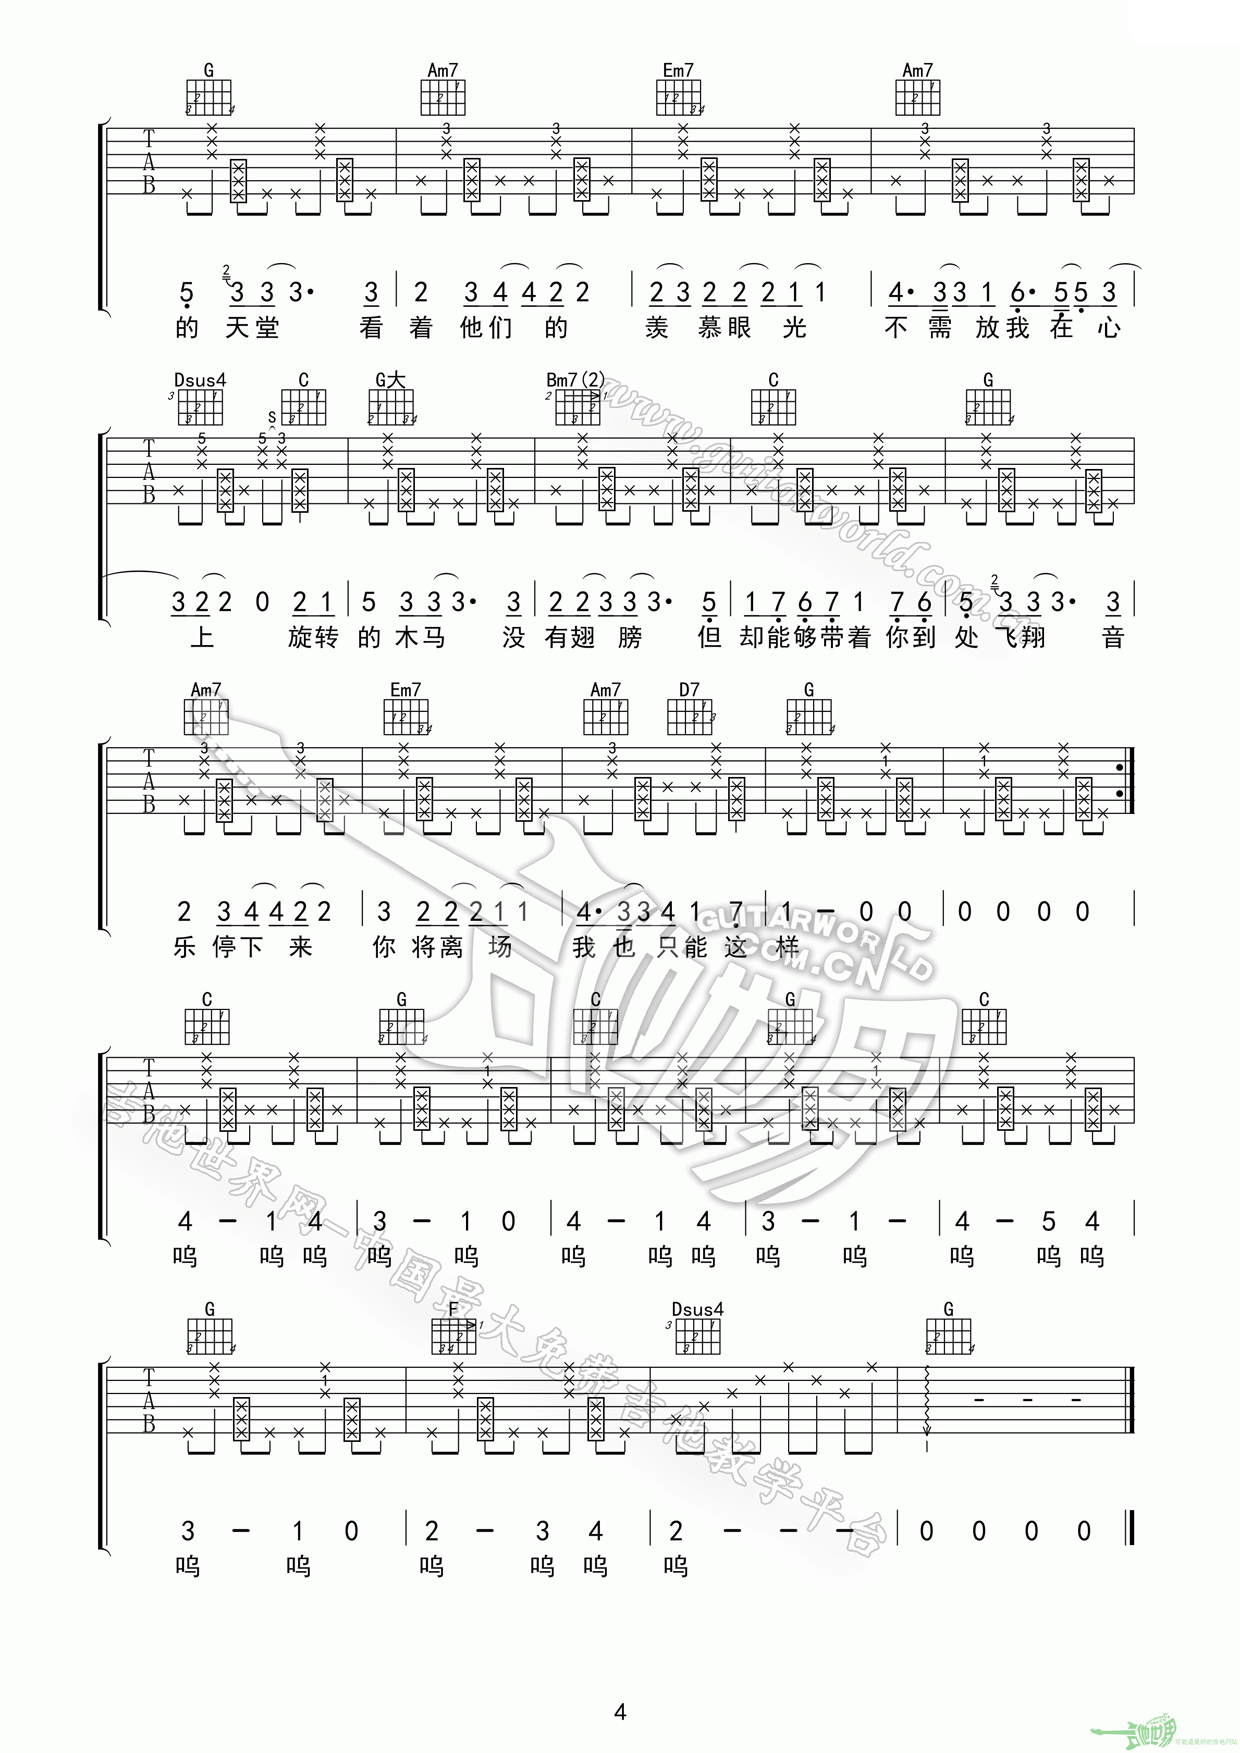 G Am7 Em7 Am7
T A B
5 3 3 3· 3 2 3 4 4 2 2 2 3 2 2 2 1 1 4· 3 3 1 6· 5 5 3
的 天堂 看 着 他们 的 羡 慕眼 光 不 需 放我 在 心
Dsus4 C G大 Bm7(2) C G
T A B
3 2 2 0 2 1 5 3 3 3· 3 2 2 3 3 3· 5 1 7 6 7 1 7 6 5 3 3 3· 3
上 旋转 的 木马 没 有翅 膀 但 却能够带着 你到 处 飞翔 音
Am7 Em7 Am7 D7 G
T A B
2 3 4 4 2 2 3 2 2 2 1 1 4· 3 3 4 1 7 1 – 0 0 0 0 0 0
乐 停下 来 你 将离 场 我 也 只能 这 样
C G C G C
T A B
4 – 1 4 3 – 1 0 4 – 1 4 3 – 1 – 4 – 5 4
呜 呜 呜 呜 呜 呜 呜 呜 呜 呜 呜 呜 呜
G F Dsus4 G
T A B
3 – 1 0 2 – 3 4 2 – – – 0 0 0 0
呜 呜 呜 呜 呜 呜
4
www.guitarworld.com.cn
GUITARWORLD
.COM.CN
吉他世界
吉他世界网-中国最大免费吉他教学平台
吉他世界